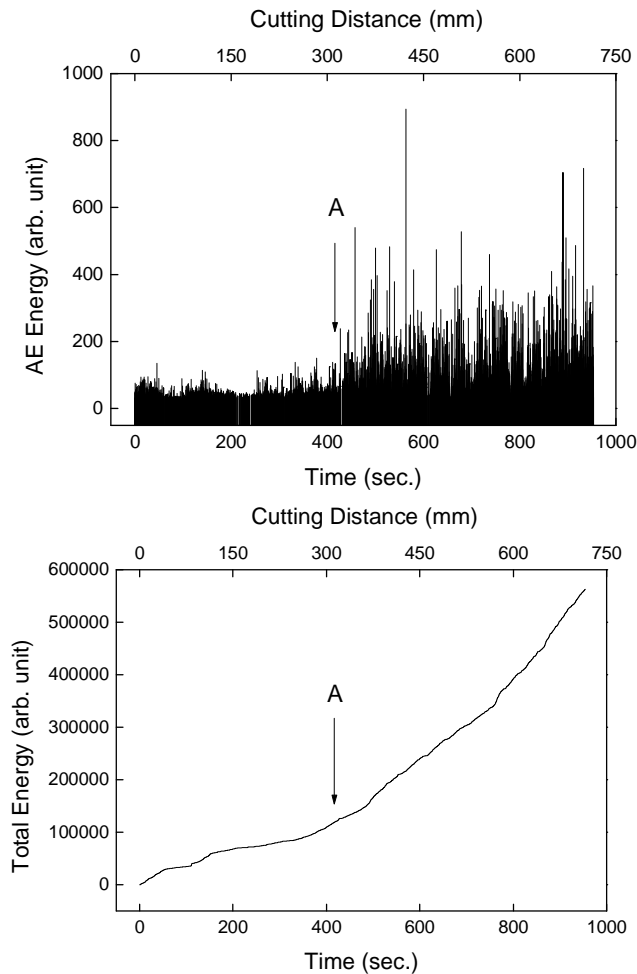 Cutting Distance (mm)
0 150 300 450 600 750
1000
800
600
400
200
0
AE Energy (arb. unit)
A
0 200 400 600 800 1000
Time (sec.)
Cutting Distance (mm)
0 150 300 450 600 750
600000
500000
400000
300000
200000
100000
0
Total Energy (arb. unit)
A
0 200 400 600 800 1000
Time (sec.)